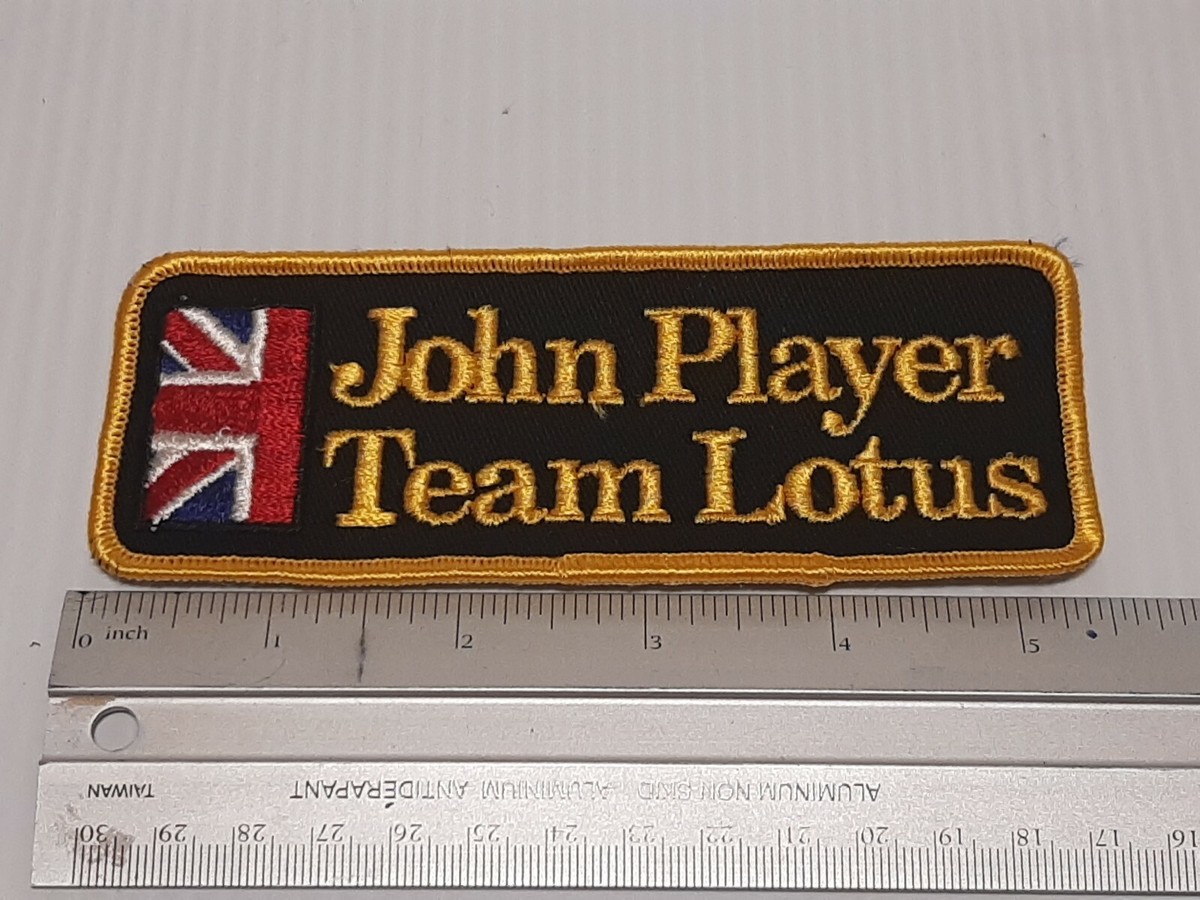 John Player
Team Lotus
0 inch 1 2 3 4 5
TAIWAN ALUMINIUM ANTIDÉRAPANT ALUMINUM NON SKID
30 29 28 27 26 25 24 23 22 21 20 19 18 17 16